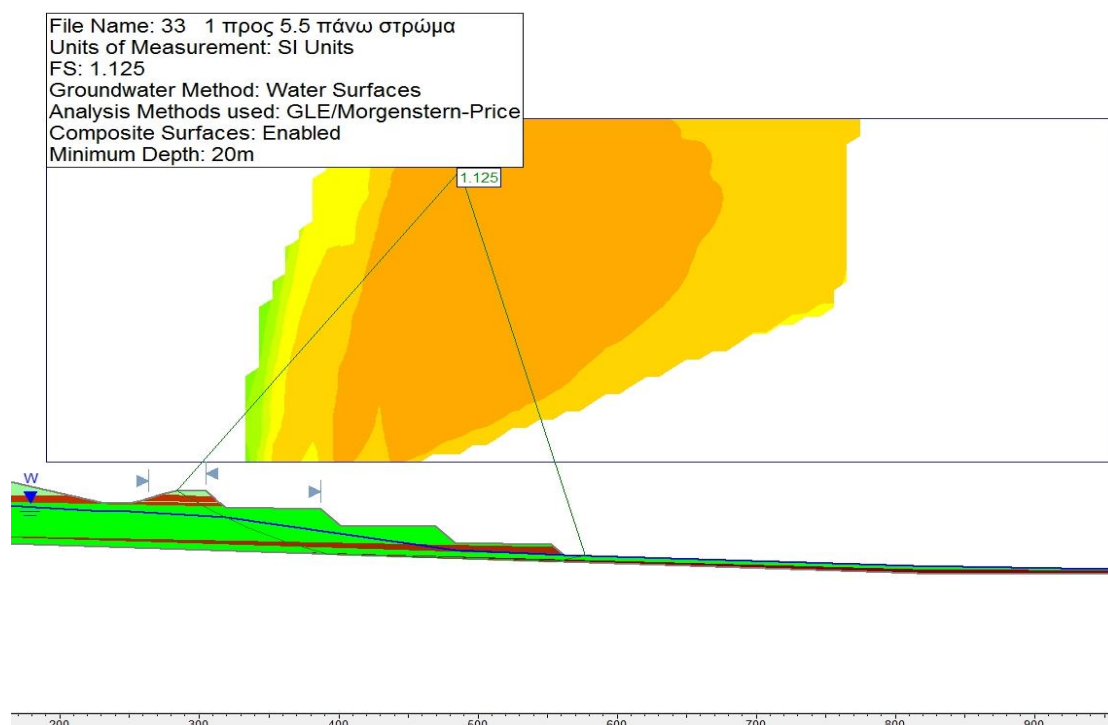 File Name: 33 1 προς 5.5 πάνω στρώμα
Units of Measurement: SI Units
FS: 1.125
Groundwater Method: Water Surfaces
Analysis Methods used: GLE/Morgenstern-Price
Composite Surfaces: Enabled
Minimum Depth: 20m
1.125
W
200 300 400 500 600 700 800 900